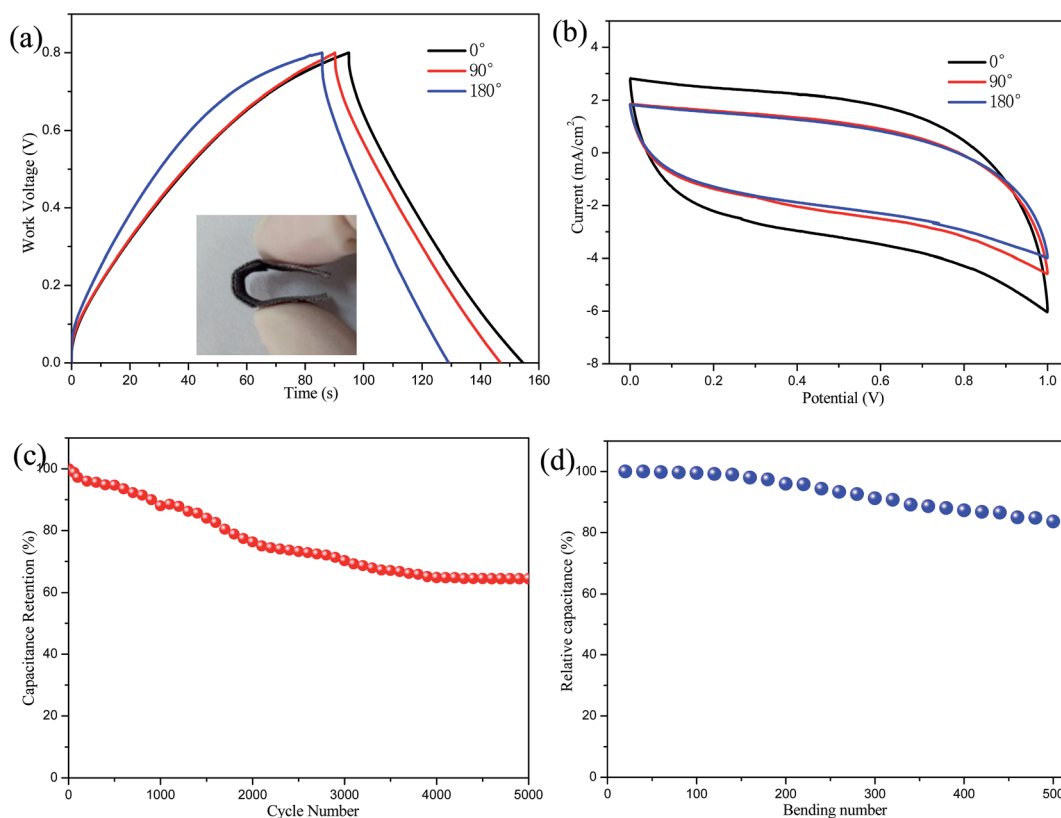 (a)
0°
90°
180°
Work Voltage (V)
0.8
0.6
0.4
0.2
0.0
0 20 40 60 80 100 120 140 160
Time (s)
(b)
0°
90°
180°
Current (mA/cm²)
4
2
0
-2
-4
-6
-8
0.0 0.2 0.4 0.6 0.8 1.0
Potential (V)
(c)
Capacitance Retention (%)
100
80
60
40
20
0
0 1000 2000 3000 4000 5000
Cycle Number
(d)
Relative capacitance (%)
100
80
60
40
20
0
0 100 200 300 400
Bending number